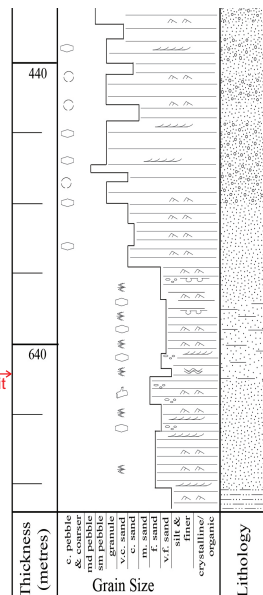 440
640
it
Thickness
(metres)
c. pebble
& coarser
md pebble
sm pebble
granule
v.c. sand
c. sand
m. sand
f. sand
v.f. sand
silt &
finer
crystalline/
organic
Grain Size
Lithology